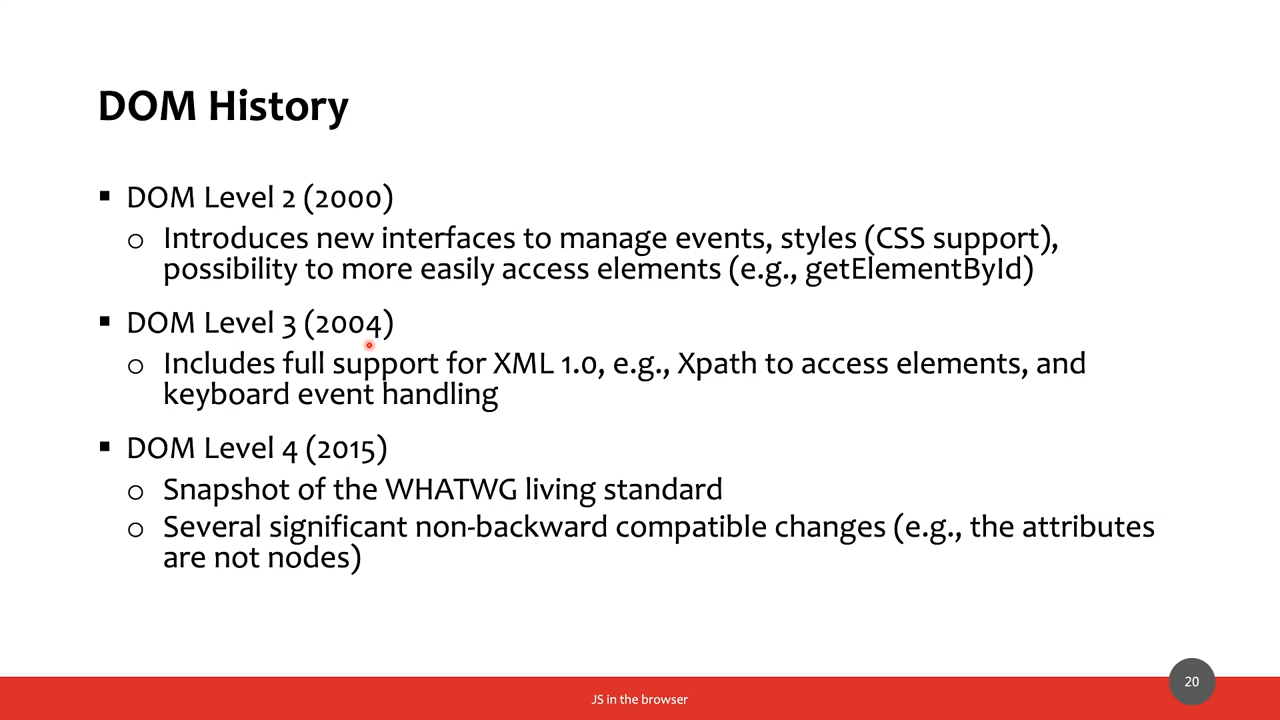 DOM History
▪ DOM Level 2 (2000)
o Introduces new interfaces to manage events, styles (CSS support),
possibility to more easily access elements (e.g., getElementById)
▪ DOM Level 3 (2004)
o Includes full support for XML 1.0, e.g., Xpath to access elements, and
keyboard event handling
▪ DOM Level 4 (2015)
o Snapshot of the WHATWG living standard
o Several significant non-backward compatible changes (e.g., the attributes
are not nodes)
JS in the browser
20